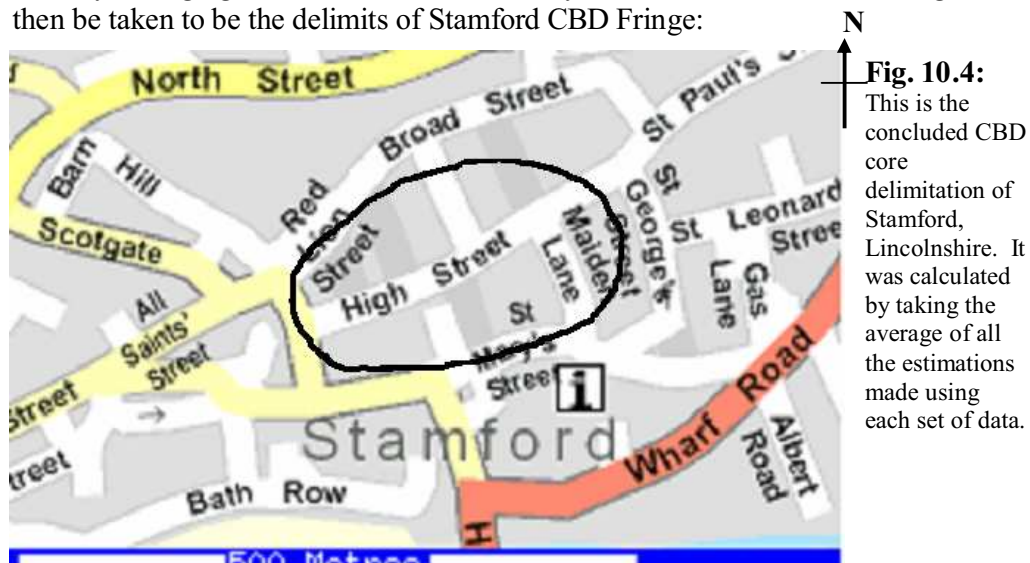 then be taken to be the delimits of Stamford CBD Fringe:
N
Fig. 10.4:
This is the
concluded CBD
core
delimitation of
Stamford,
Lincolnshire. It
was calculated
by taking the
average of all
the estimations
made using
each set of data.
North Street
Broad Street
St Paul's
Barn Hill
Red Lion Street
Scotgate
High Street
Maiden Lane
St George's Street
St Leonard Stree
Gas Lane
All Saints' Street
St Mary's Street
i
Street
treet
Stamford
Wharf Road
Albert Road
Bath Row
H
500 Metres